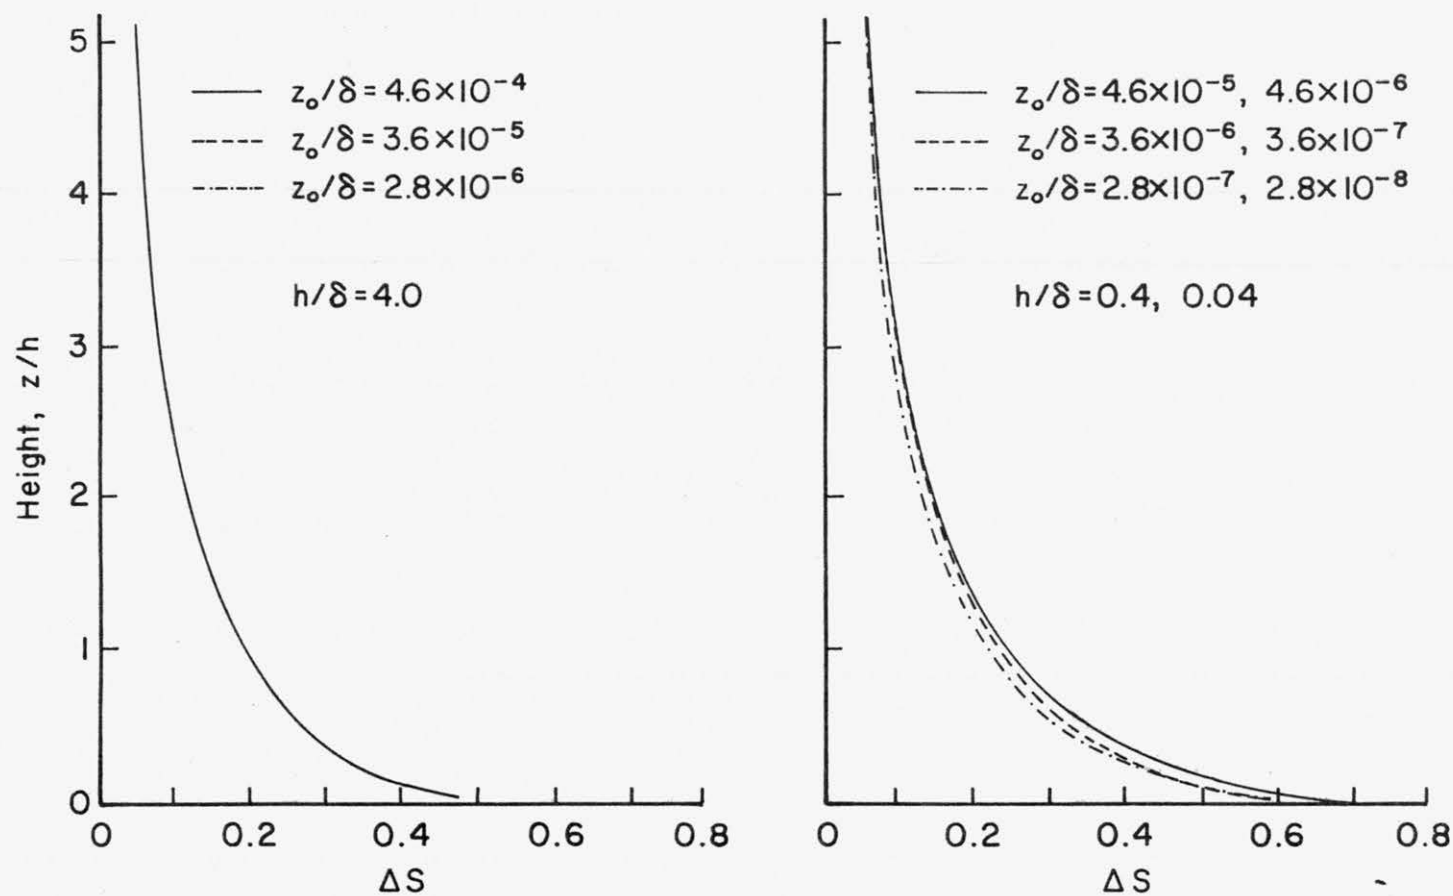 5
4
3
2
1
0
Height, z/h
z₀/δ = 4.6×10⁻⁴
z₀/δ = 3.6×10⁻⁵
z₀/δ = 2.8×10⁻⁶
h/δ = 4.0
0 0.2 0.4 0.6 0.8
ΔS
z₀/δ = 4.6×10⁻⁵, 4.6×10⁻⁶
z₀/δ = 3.6×10⁻⁶, 3.6×10⁻⁷
z₀/δ = 2.8×10⁻⁷, 2.8×10⁻⁸
h/δ = 0.4, 0.04
0 0.2 0.4 0.6 0.8
ΔS